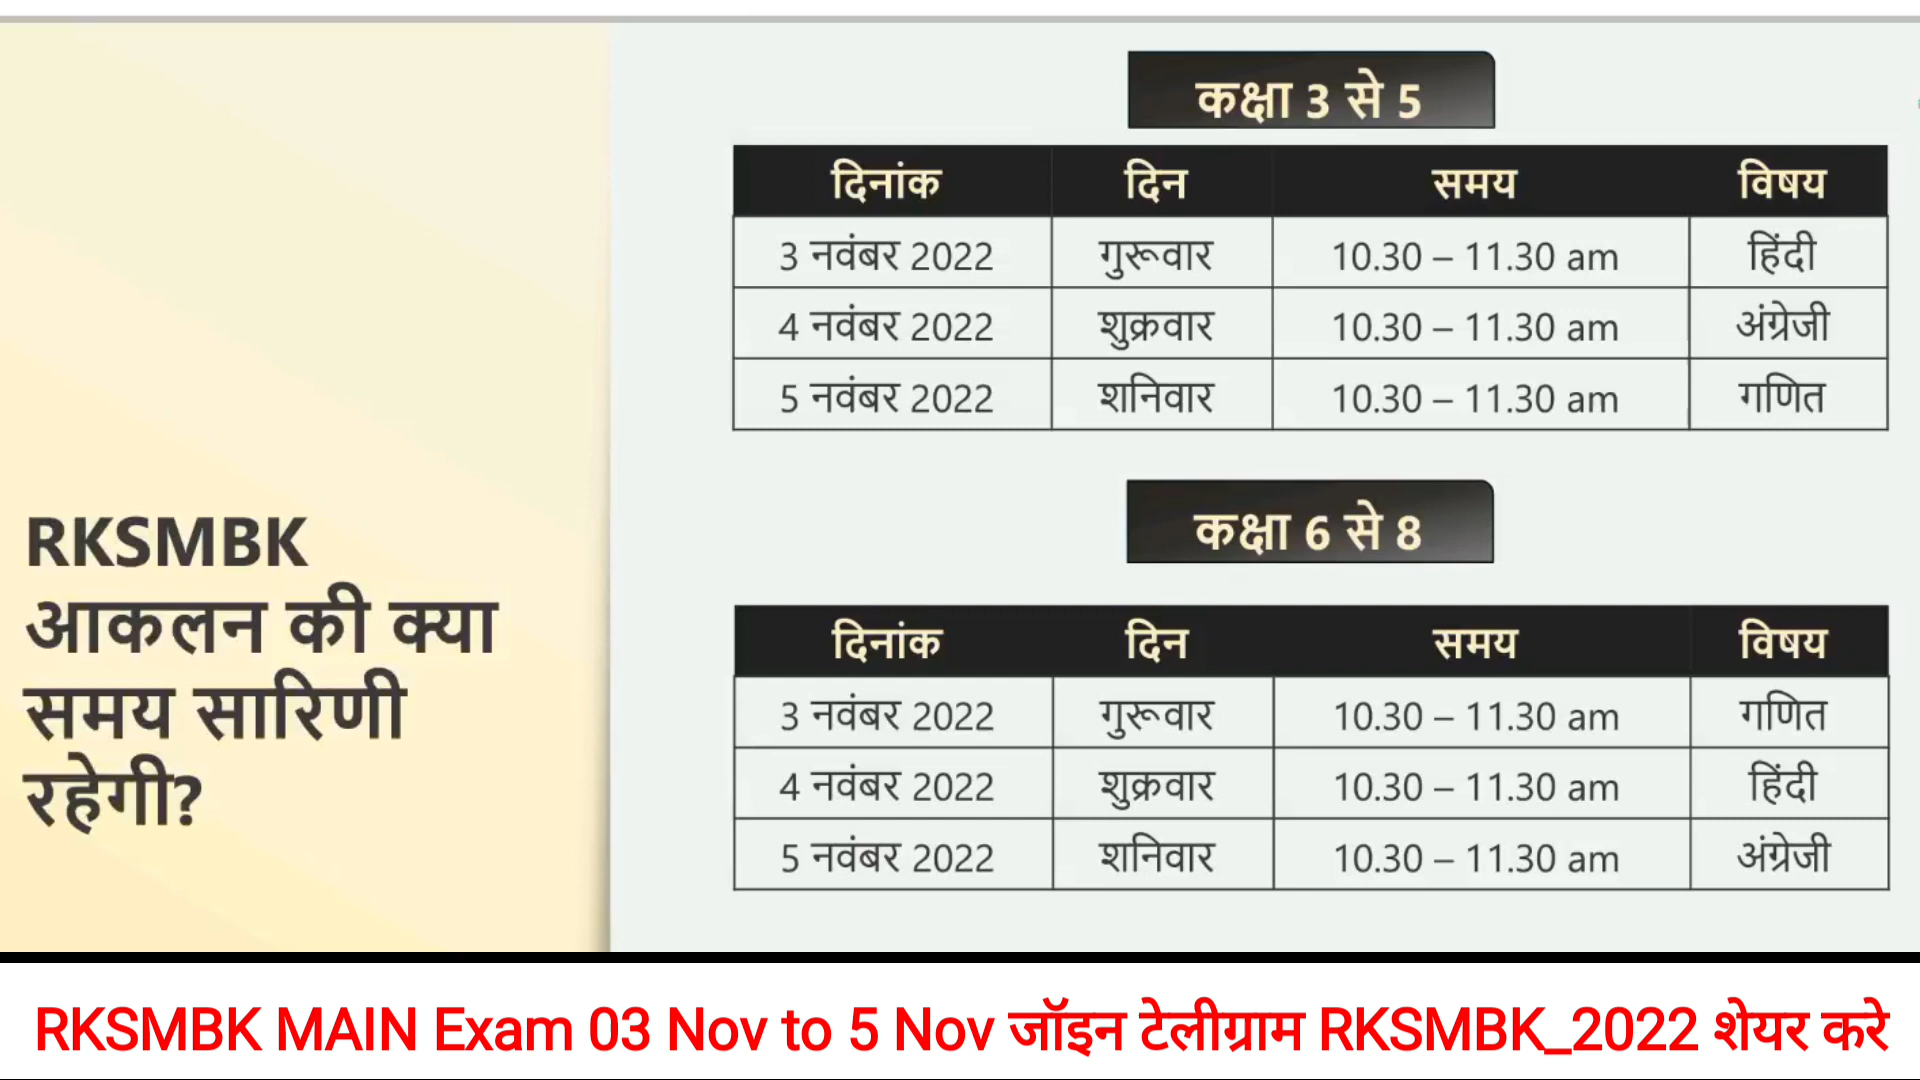 RKSMBK
आकलन की क्या
समय सारिणी
रहेगी?
कक्षा 3 से 5
दिनांक दिन समय विषय
3 नवंबर 2022 गुरूवार 10.30 – 11.30 am हिंदी
4 नवंबर 2022 शुक्रवार 10.30 – 11.30 am अंग्रेजी
5 नवंबर 2022 शनिवार 10.30 – 11.30 am गणित
कक्षा 6 से 8
दिनांक दिन समय विषय
3 नवंबर 2022 गुरूवार 10.30 – 11.30 am गणित
4 नवंबर 2022 शुक्रवार 10.30 – 11.30 am हिंदी
5 नवंबर 2022 शनिवार 10.30 – 11.30 am अंग्रेजी
RKSMBK MAIN Exam 03 Nov to 5 Nov जॉइन टेलीग्राम RKSMBK_2022 शेयर करे